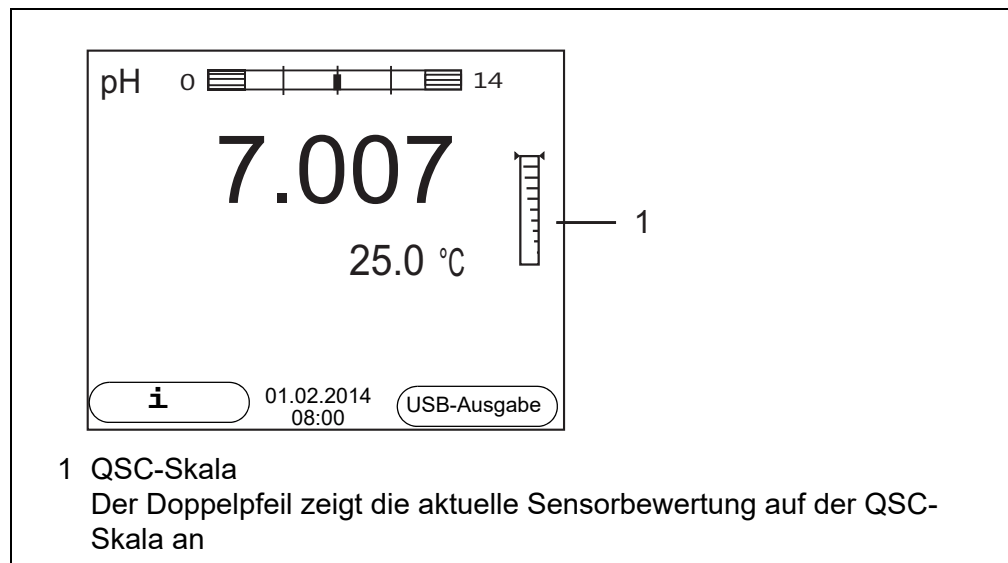 pH 0 14
7.007
1
25.0 °C
i
01.02.2014
08:00
USB-Ausgabe
1 QSC-Skala
Der Doppelpfeil zeigt die aktuelle Sensorbewertung auf der QSC-
Skala an